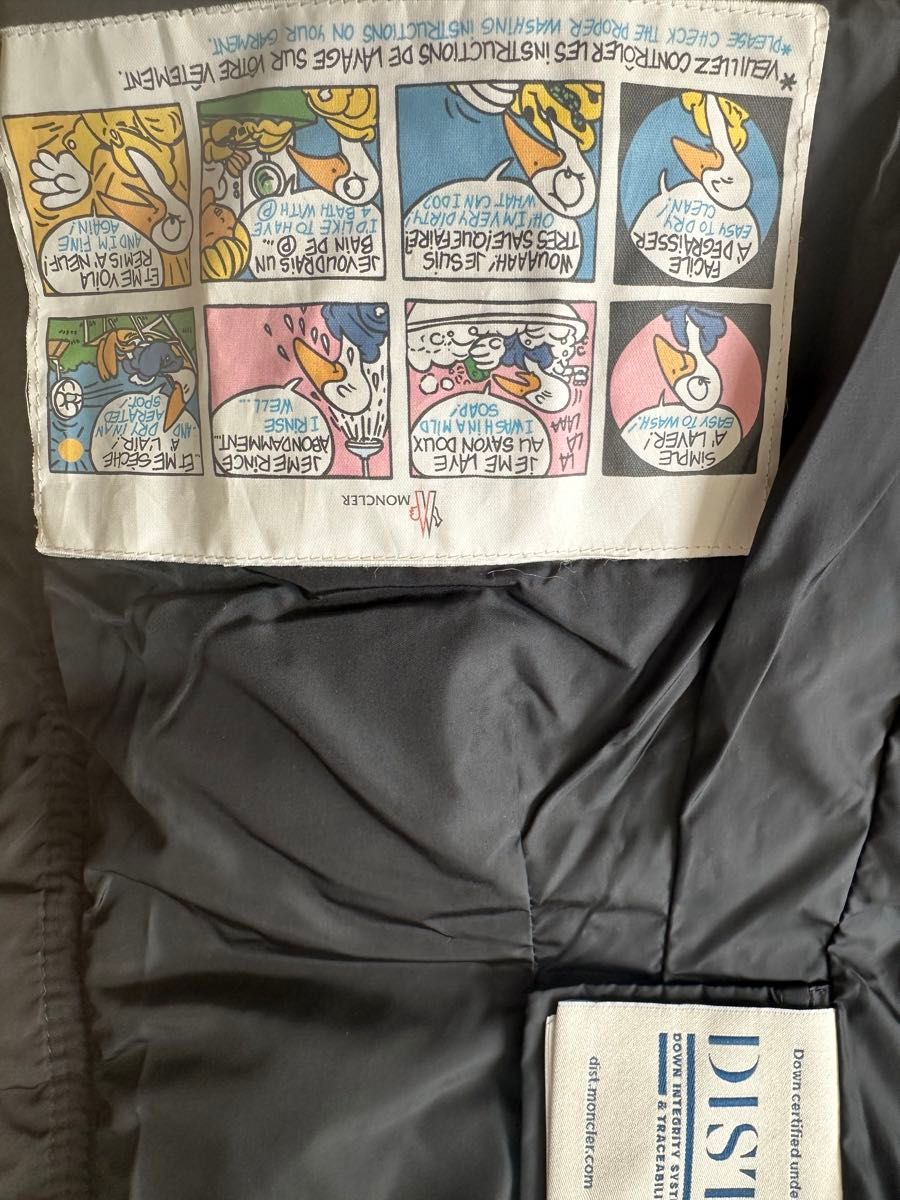 MONCLER
SIMPLE
À LAVER!
EASY TO WASH..
JE ME LAVE
AU SAVON DOUX
I WASH IN A MILD
SOAP!
LA
LAAA
LA
JE ME RINCE
ABONDAMMENT...
I RINSE
WELL...
..ET ME SÈCHE
À L'AIR!
..AND
DRY IN AN
AERATED
SPOT.
FACILE
À DÉGRAISSER
EASY TO DRY
CLEAN!
WOUAAAH! JE SUIS
TRÈS SALE! QUE FAIRE?
OH! I'M VERY DIRTY,
WHAT CAN I DO?
JE VOUDRAIS UN
BAIN DE Ⓟ...
I'D LIKE TO HAVE
A BATH WITH Ⓟ
ET ME VOILÀ
REMIS À NEUF!
AND I'M FINE
AGAIN!
*VEUILLEZ CONTRÔLER LES INSTRUCTIONS DE LAVAGE SUR VÔTRE VÊTEMENT.
*PLEASE CHECK THE PROPER WASHING INSTRUCTIONS ON YOUR GARMENT.
Down certified unde
DIST
DOWN INTEGRITY SYST
& TRACEABIL
dist.moncler.com